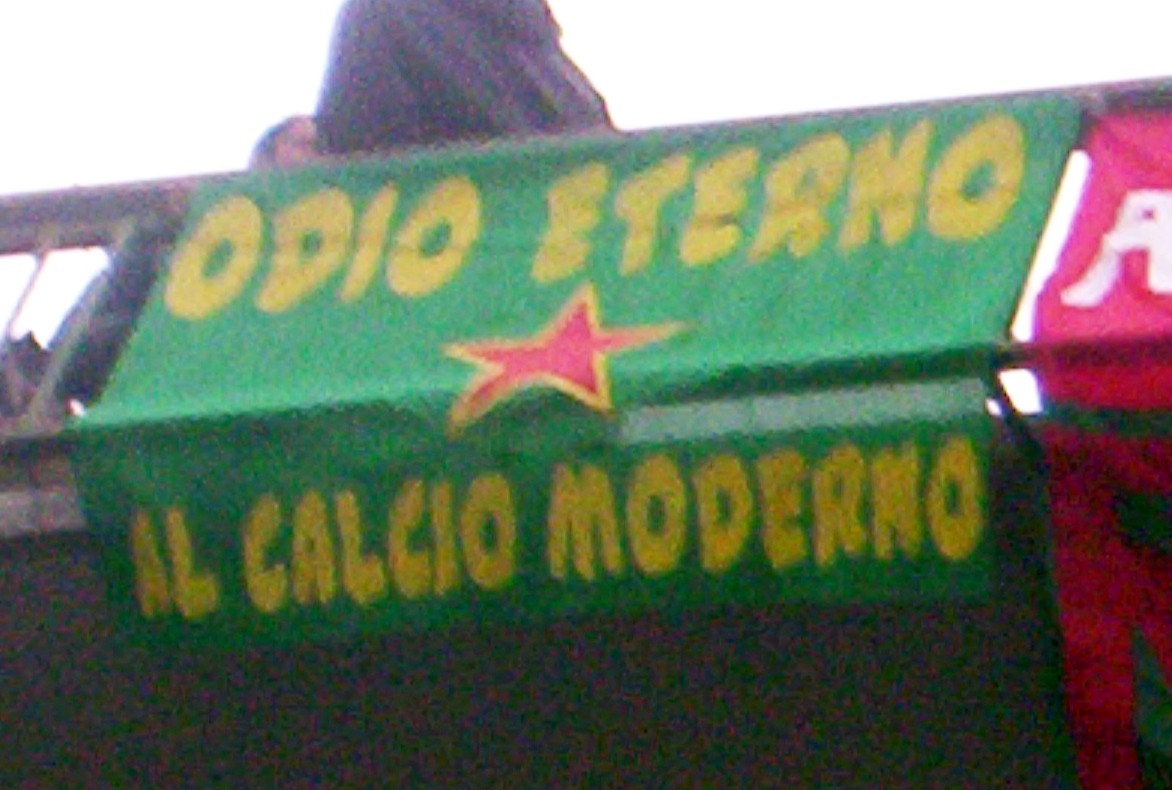 ODIO ETERNO
AL CALCIO MODERNO
A